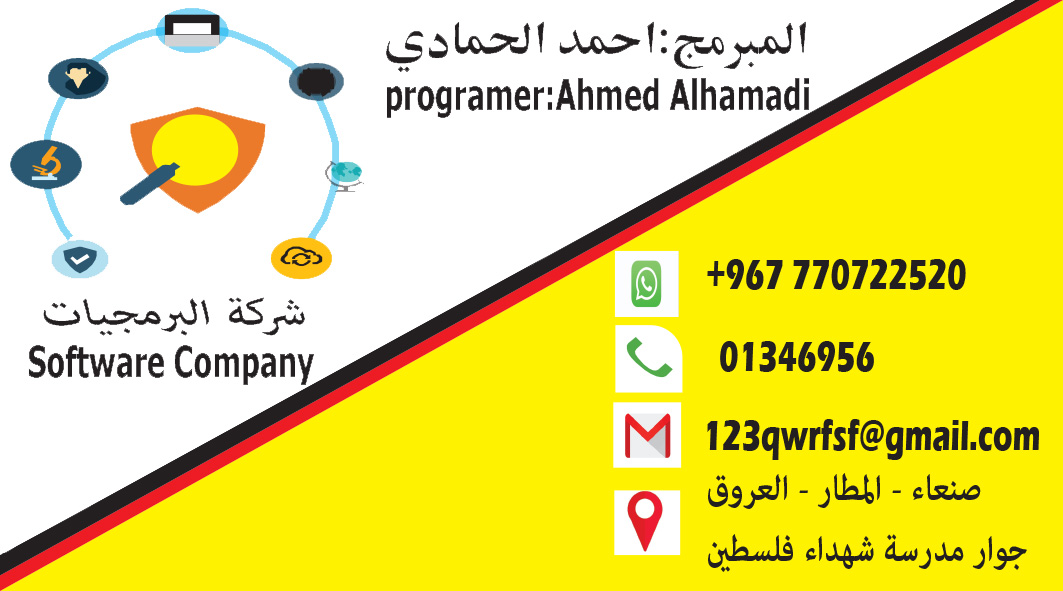 المبرمج:احمد الحمادي
programer:Ahmed Alhamadi
شركة البرمجيات
Software Company
+967 770722520
01346956
123qwrfsf@gmail.com
صنعاء - المطار - العروق
جوار مدرسة شهداء فلسطين